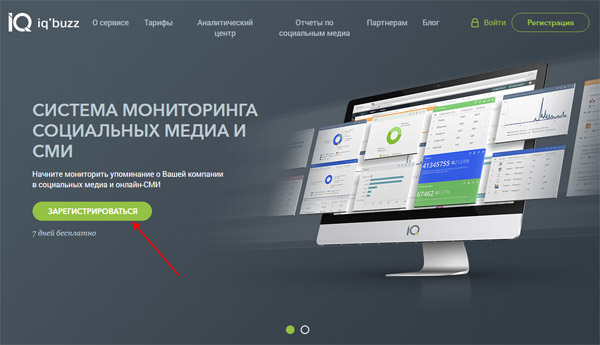 iQ iq'buzz
О сервисе
Тарифы
Аналитический
центр
Отчеты по
социальным медиа
Партнерам
Блог
Войти
Регистрация
СИСТЕМА МОНИТОРИНГА
СОЦИАЛЬНЫХ МЕДИА И
СМИ
Начните мониторить упоминание о Вашей компании
в социальных медиа и онлайн-СМИ
ЗАРЕГИСТРИРОВАТЬСЯ
7 дней бесплатно
41345755
67462
iQ